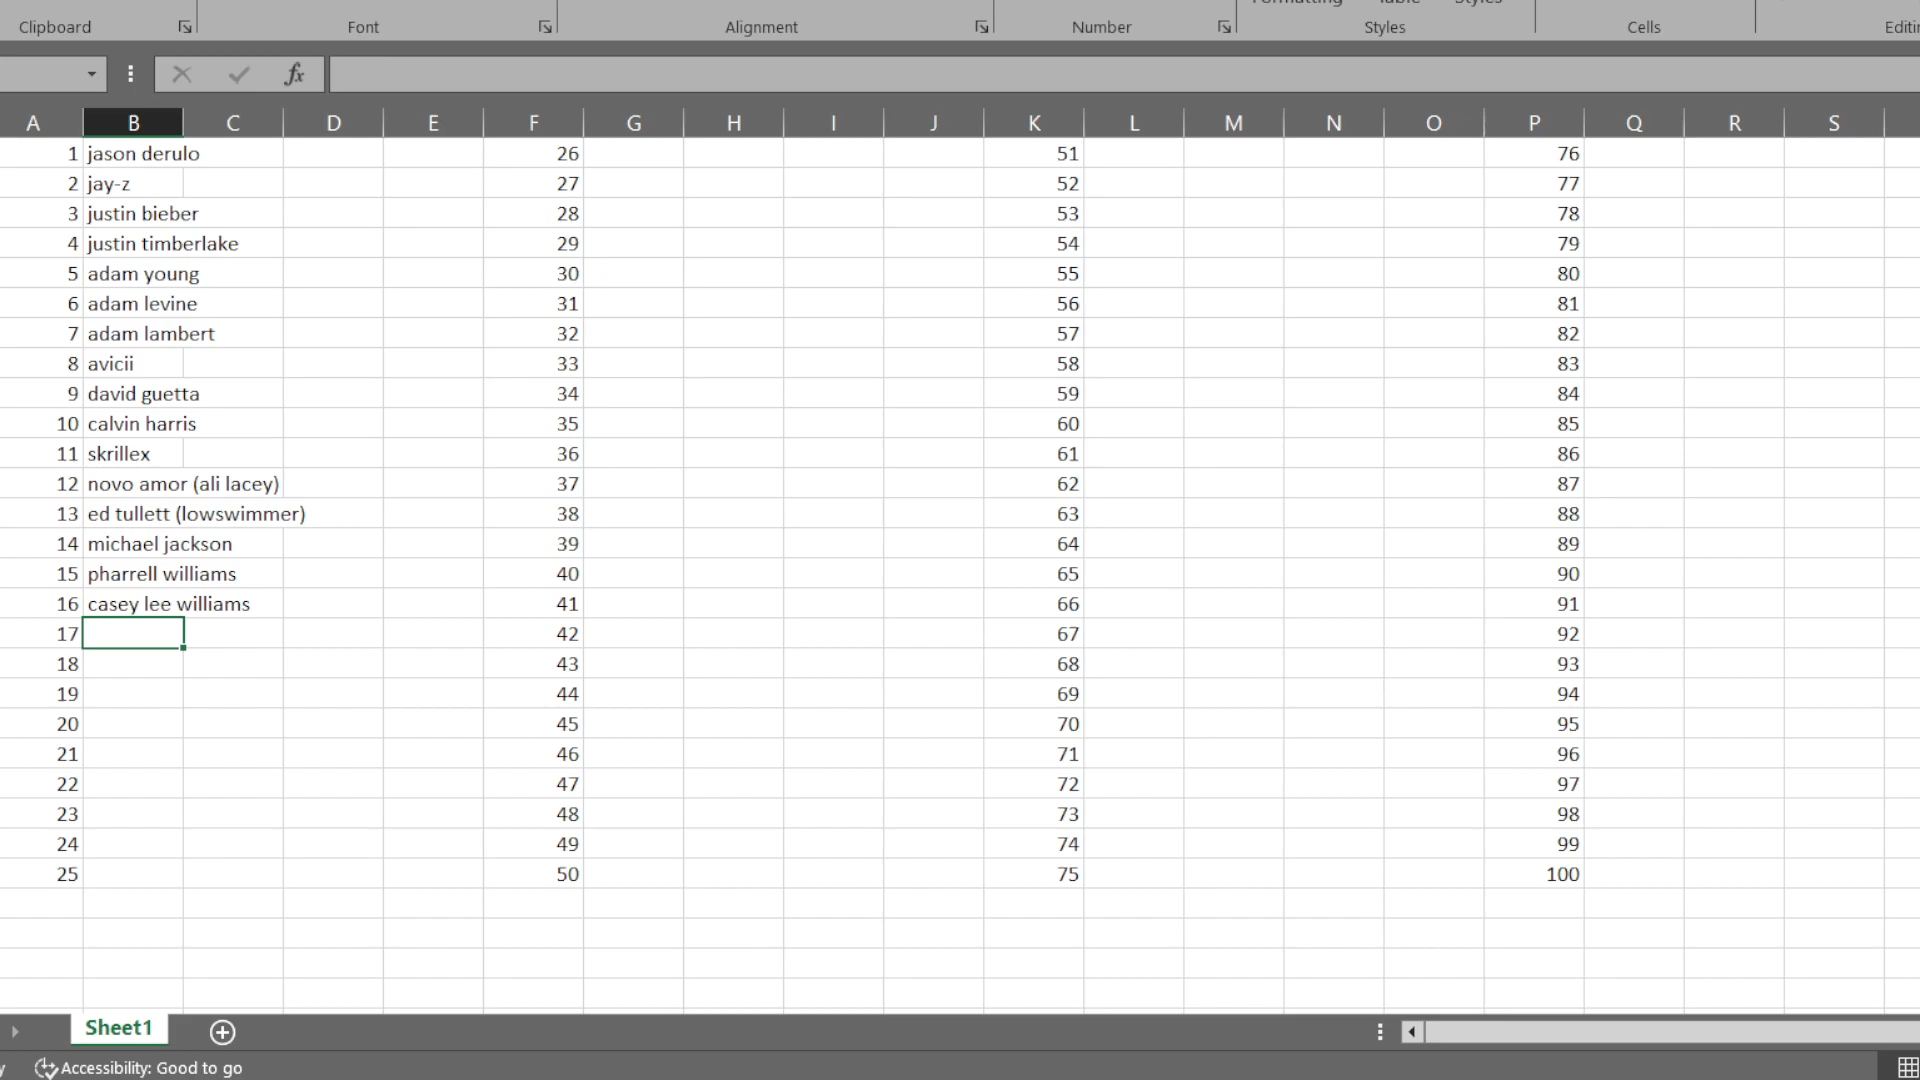 Clipboard Font Alignment Number Styles Cells
fx
A B C D E F G H I J K L M N O P Q R S
1 jason derulo 26 51 76
2 jay-z 27 52 77
3 justin bieber 28 53 78
4 justin timberlake 29 54 79
5 adam young 30 55 80
6 adam levine 31 56 81
7 adam lambert 32 57 82
8 avicii 33 58 83
9 david guetta 34 59 84
10 calvin harris 35 60 85
11 skrillex 36 61 86
12 novo amor (ali lacey) 37 62 87
13 ed tullett (lowswimmer) 38 63 88
14 michael jackson 39 64 89
15 pharrell williams 40 65 90
16 casey lee williams 41 66 91
17 42 67 92
18 43 68 93
19 44 69 94
20 45 70 95
21 46 71 96
22 47 72 97
23 48 73 98
24 49 74 99
25 50 75 100
Sheet1
Accessibility: Good to go